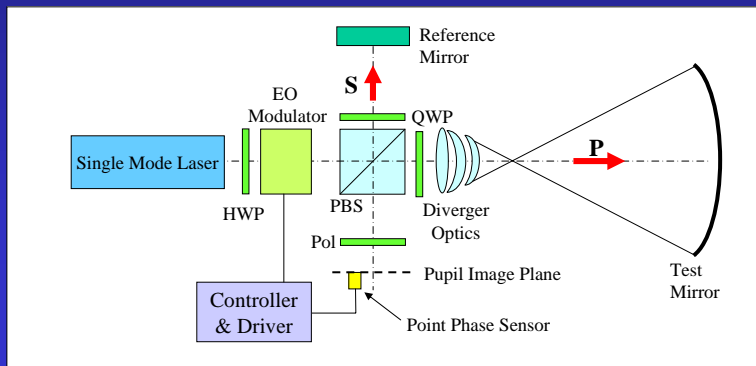 Reference
Mirror
S
EO
Modulator
QWP
Single Mode Laser
P
HWP
PBS
Diverger
Optics
Pol
Pupil Image Plane
Test
Mirror
Controller
& Driver
Point Phase Sensor